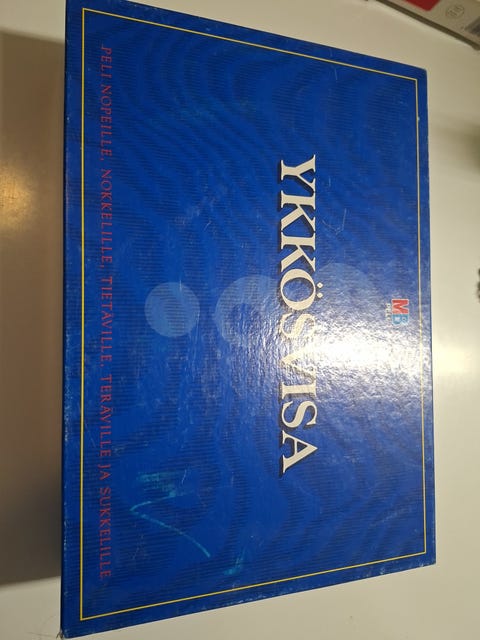 MB
YKKÖSVISA
PELI NOPEILLE, NOKKELILLE, TIETÄVILLE, TERÄVILLE JA SUKKELILLE